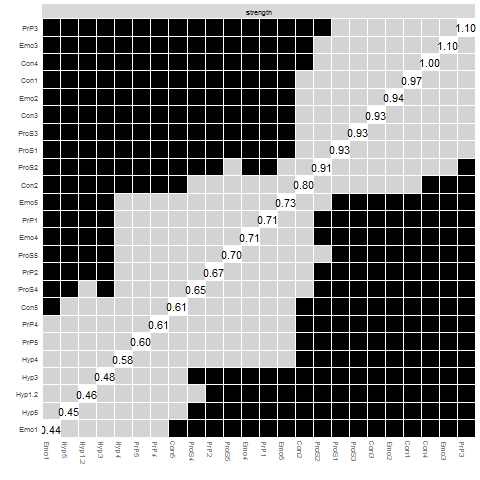 strength
PrP3 1.10
Emo3 1.10
Con4 1.00
Con1 0.97
Emo2 0.94
Con3 0.93
ProS3 0.93
ProS1 0.93
ProS2 0.91
Con2 0.80
Emo5 0.73
PrP1 0.71
Emo4 0.71
ProS5 0.70
PrP2 0.67
ProS4 0.65
Con5 0.61
PrP4 0.61
PrP5 0.60
Hyp4 0.58
Hyp3 0.48
Hyp1.2 0.46
Hyp5 0.45
Emo1 0.44
Emo1 Hyp5 Hyp1.2 Hyp3 Hyp4 PrP5 PrP4 Con5 ProS4 PrP2 ProS5 Emo4 PrP1 Emo5 Con2 ProS2 ProS1 ProS3 Con3 Emo2 Con1 Con4 Emo3 PrP3